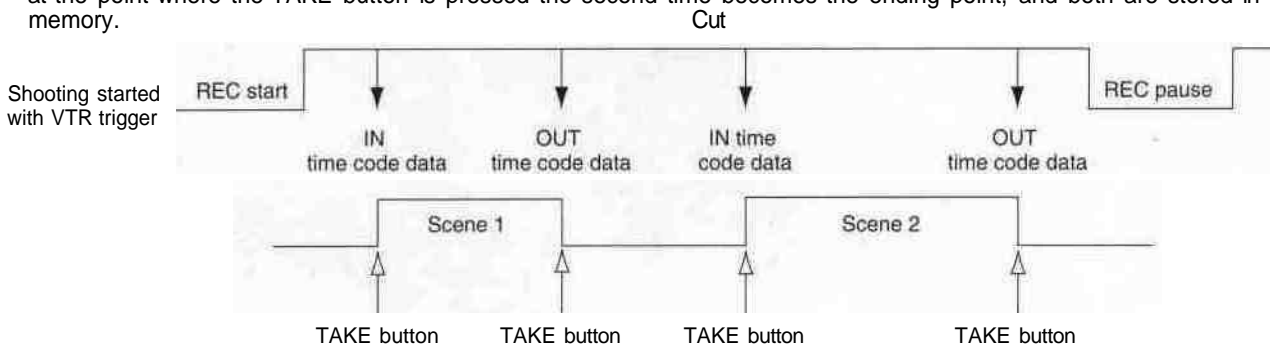 at the point where the TAKE button is pressed the second time becomes the ending point, and both are stored in
memory.
Cut
Shooting started
with VTR trigger
REC start
REC pause
IN
time code data
OUT
time code data
IN time
code data
OUT
time code data
Scene 1
Scene 2
TAKE button
TAKE button
TAKE button
TAKE button